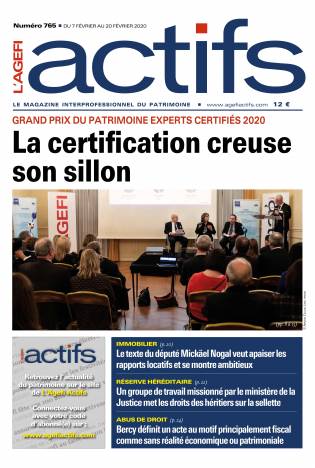 Numéro 765 ■ DU 7 FÉVRIER AU 20 FÉVRIER 2020
L'AGEFI
actifs
LE MAGAZINE INTERPROFESSIONNEL DU PATRIMOINE ■ www.agefiactifs.com 12 €
GRAND PRIX DU PATRIMOINE EXPERTS CERTIFIÉS 2020
La certification creuse
son sillon
AGEFI
actifs
Retrouvez l'actualité
du patrimoine sur le site
de L'Agefi Actifs
Connectez-vous
avec votre code
d'abonné(e) sur :
www.agefiactifs.com
IMMOBILIER (p.10)
Le texte du député Mickäel Nogal veut apaiser les
rapports locatifs et se montre ambitieux
RÉSERVE HÉRÉDITAIRE (p.12)
Un groupe de travail missionné par le ministère de la
Justice met les droits des héritiers sur la sellette
ABUS DE DROIT (p.14)
Bercy définit un acte au motif principalement fiscal
comme sans réalité économique ou patrimoniale